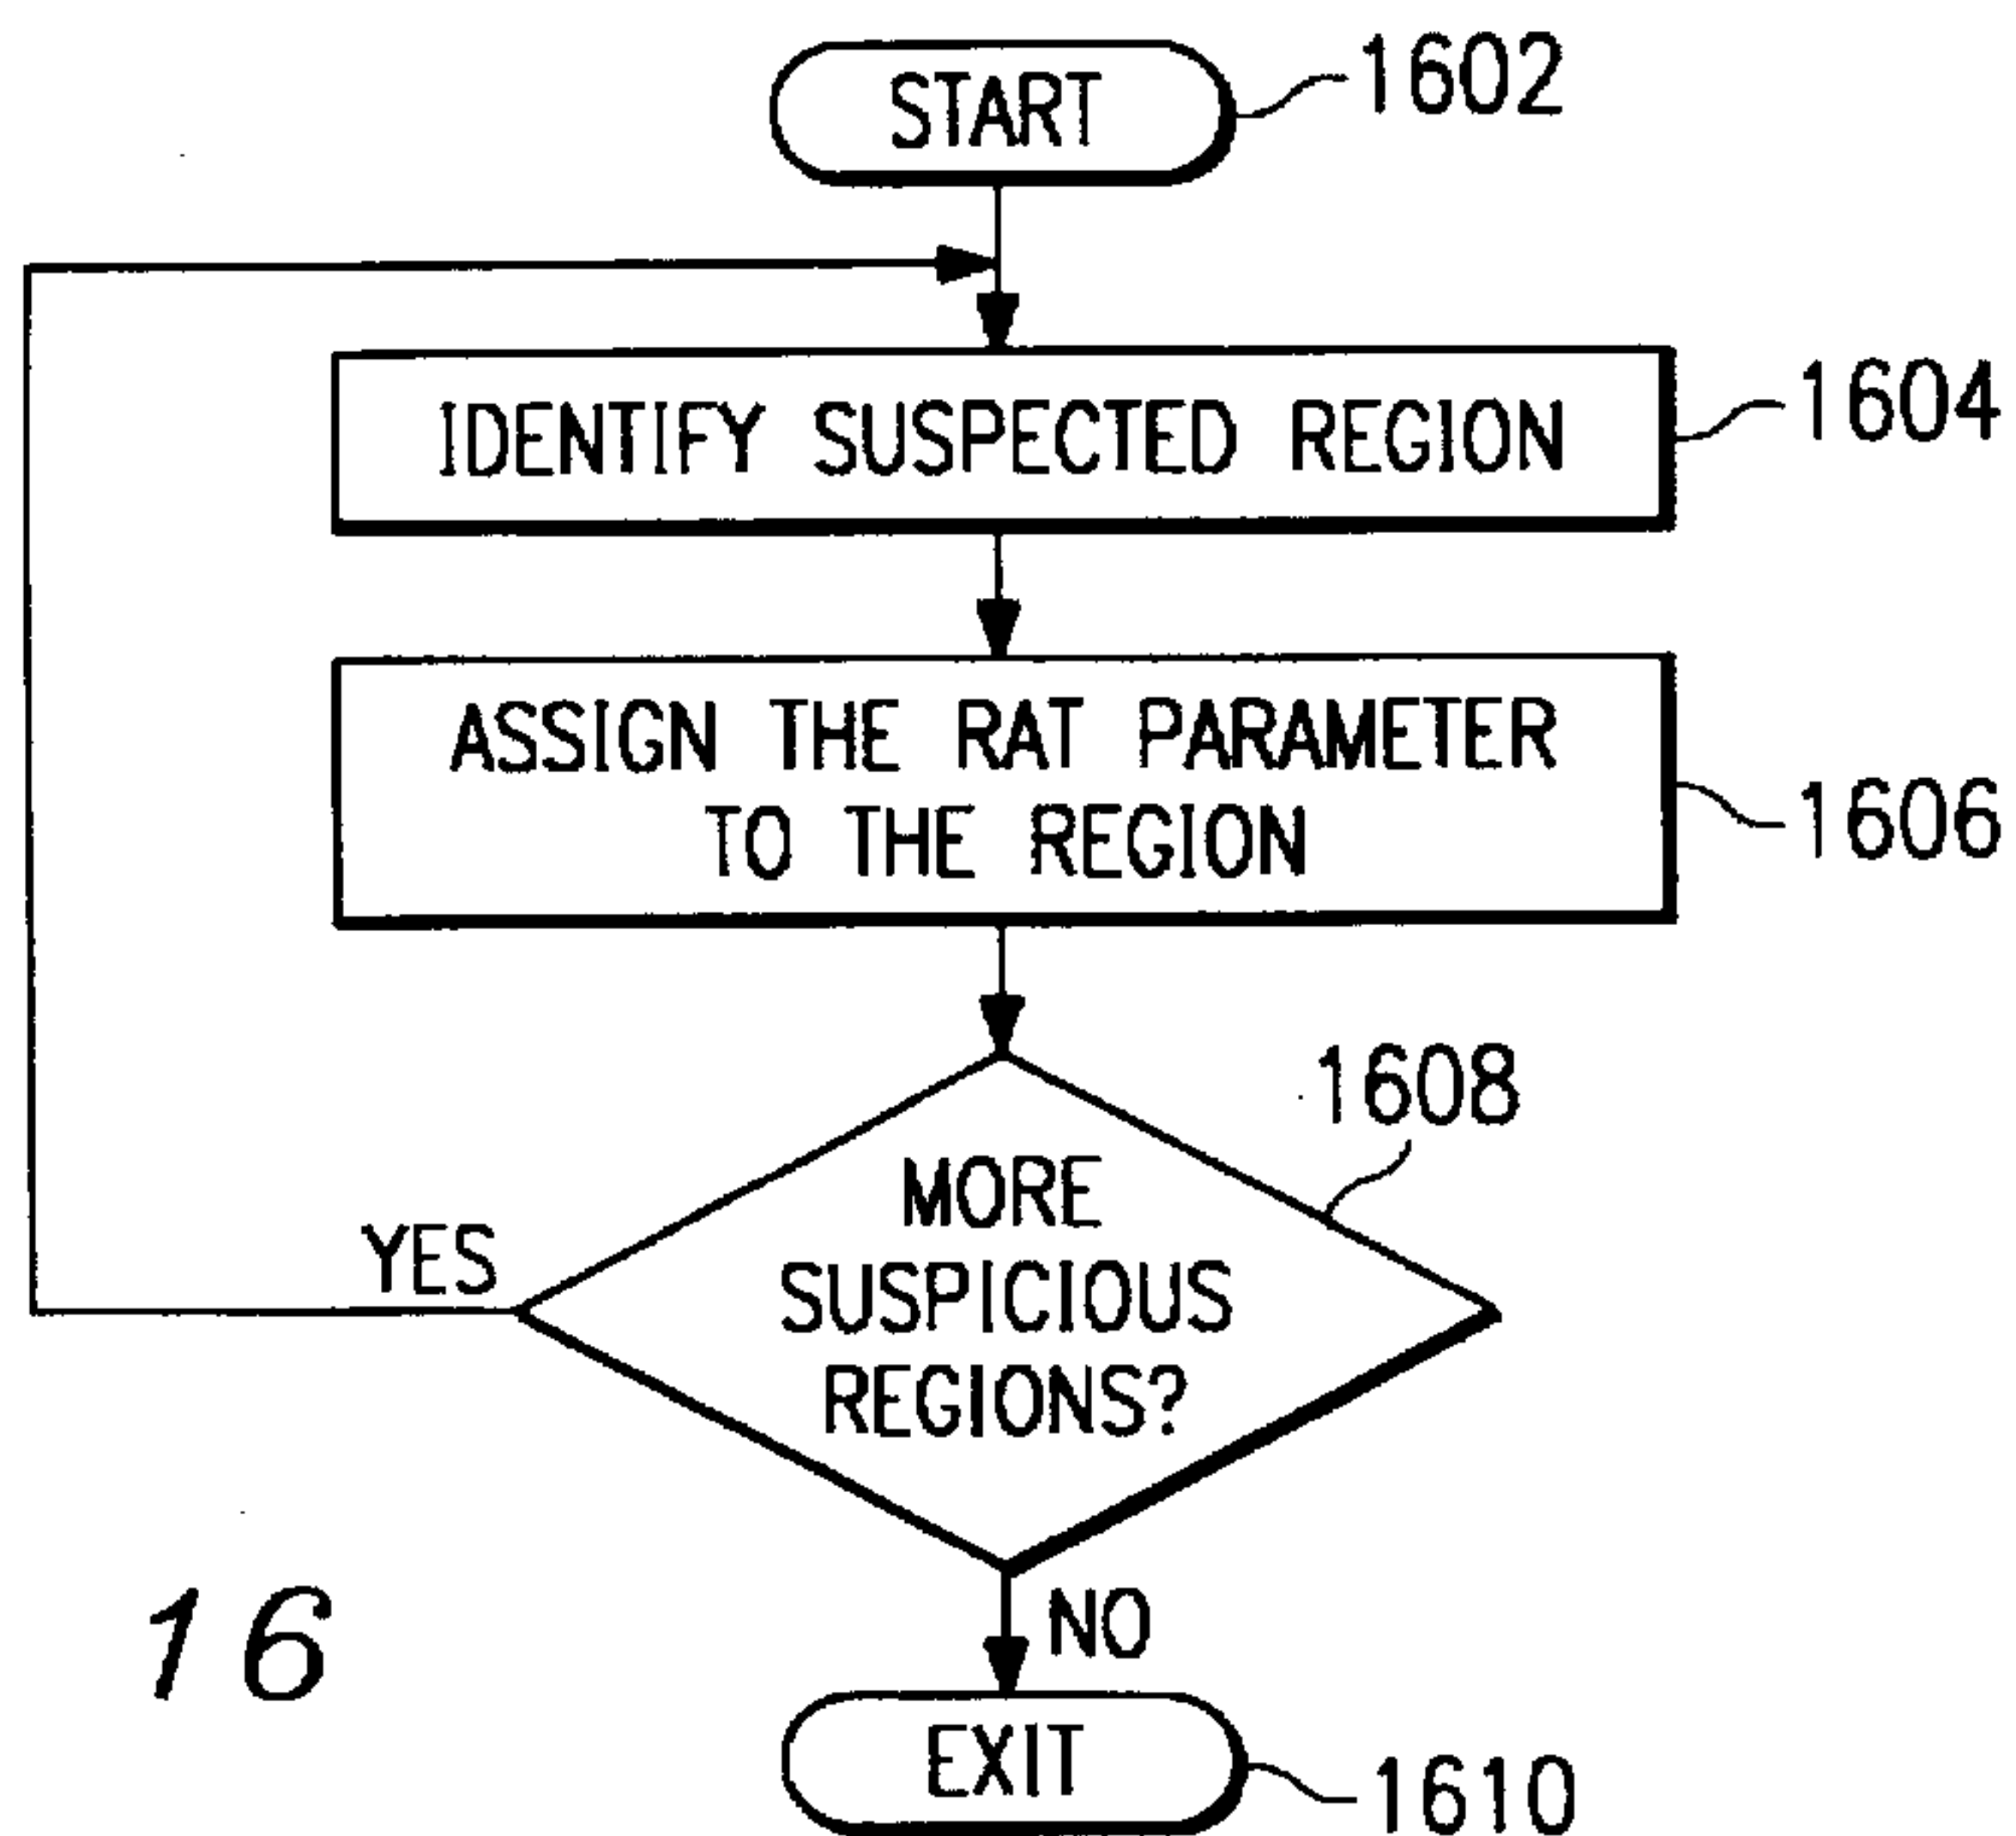 START
1602
IDENTIFY SUSPECTED REGION
1604
ASSIGN THE RAT PARAMETER
TO THE REGION
1606
1608
MORE
SUSPICIOUS
REGIONS?
YES
NO
16
EXIT
1610